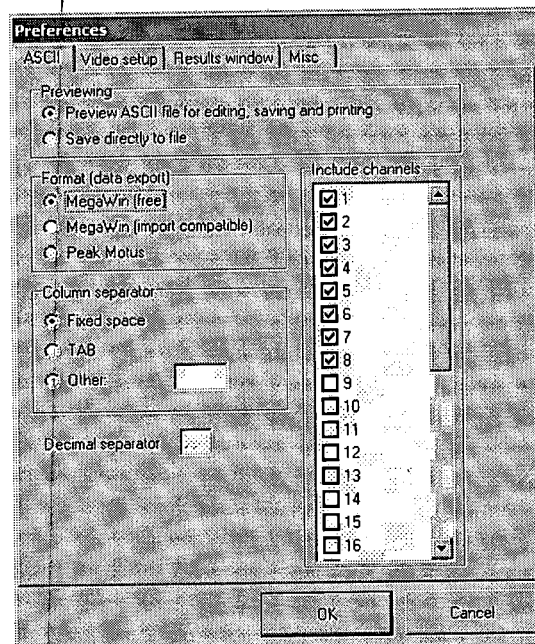 Preferences
ASCII Video setup Results window Misc
Previewing
Preview ASCII file for editing, saving and printing
Save directly to file
Format (data export)
MegaWin (free)
MegaWin (import compatible)
Peak Motus
Column separator
Fixed space
TAB
Other:
Decimal separator
Include channels
1
2
3
4
5
6
7
8
9
10
11
12
13
14
15
16
OK Cancel